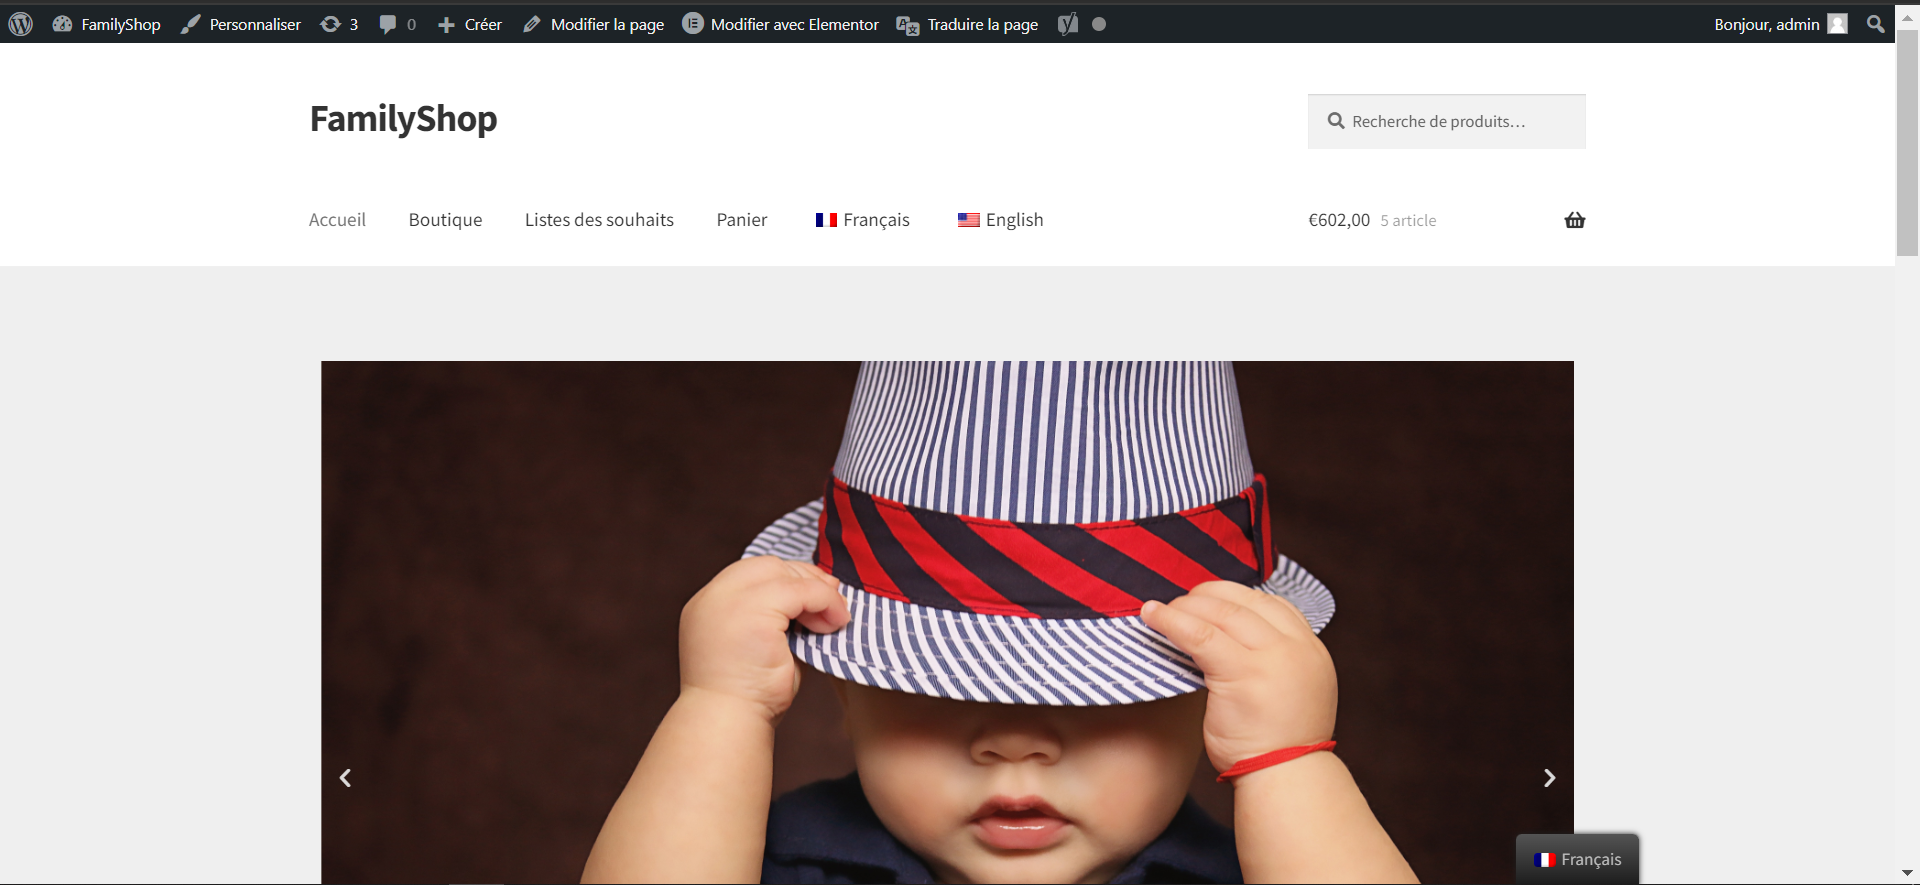 FamilyShop Personnaliser 3 0 Créer Modifier la page Modifier avec Elementor Traduire la page Bonjour, admin
FamilyShop
Recherche de produits…
Accueil Boutique Listes des souhaits Panier Français English €602,00 5 article
Français